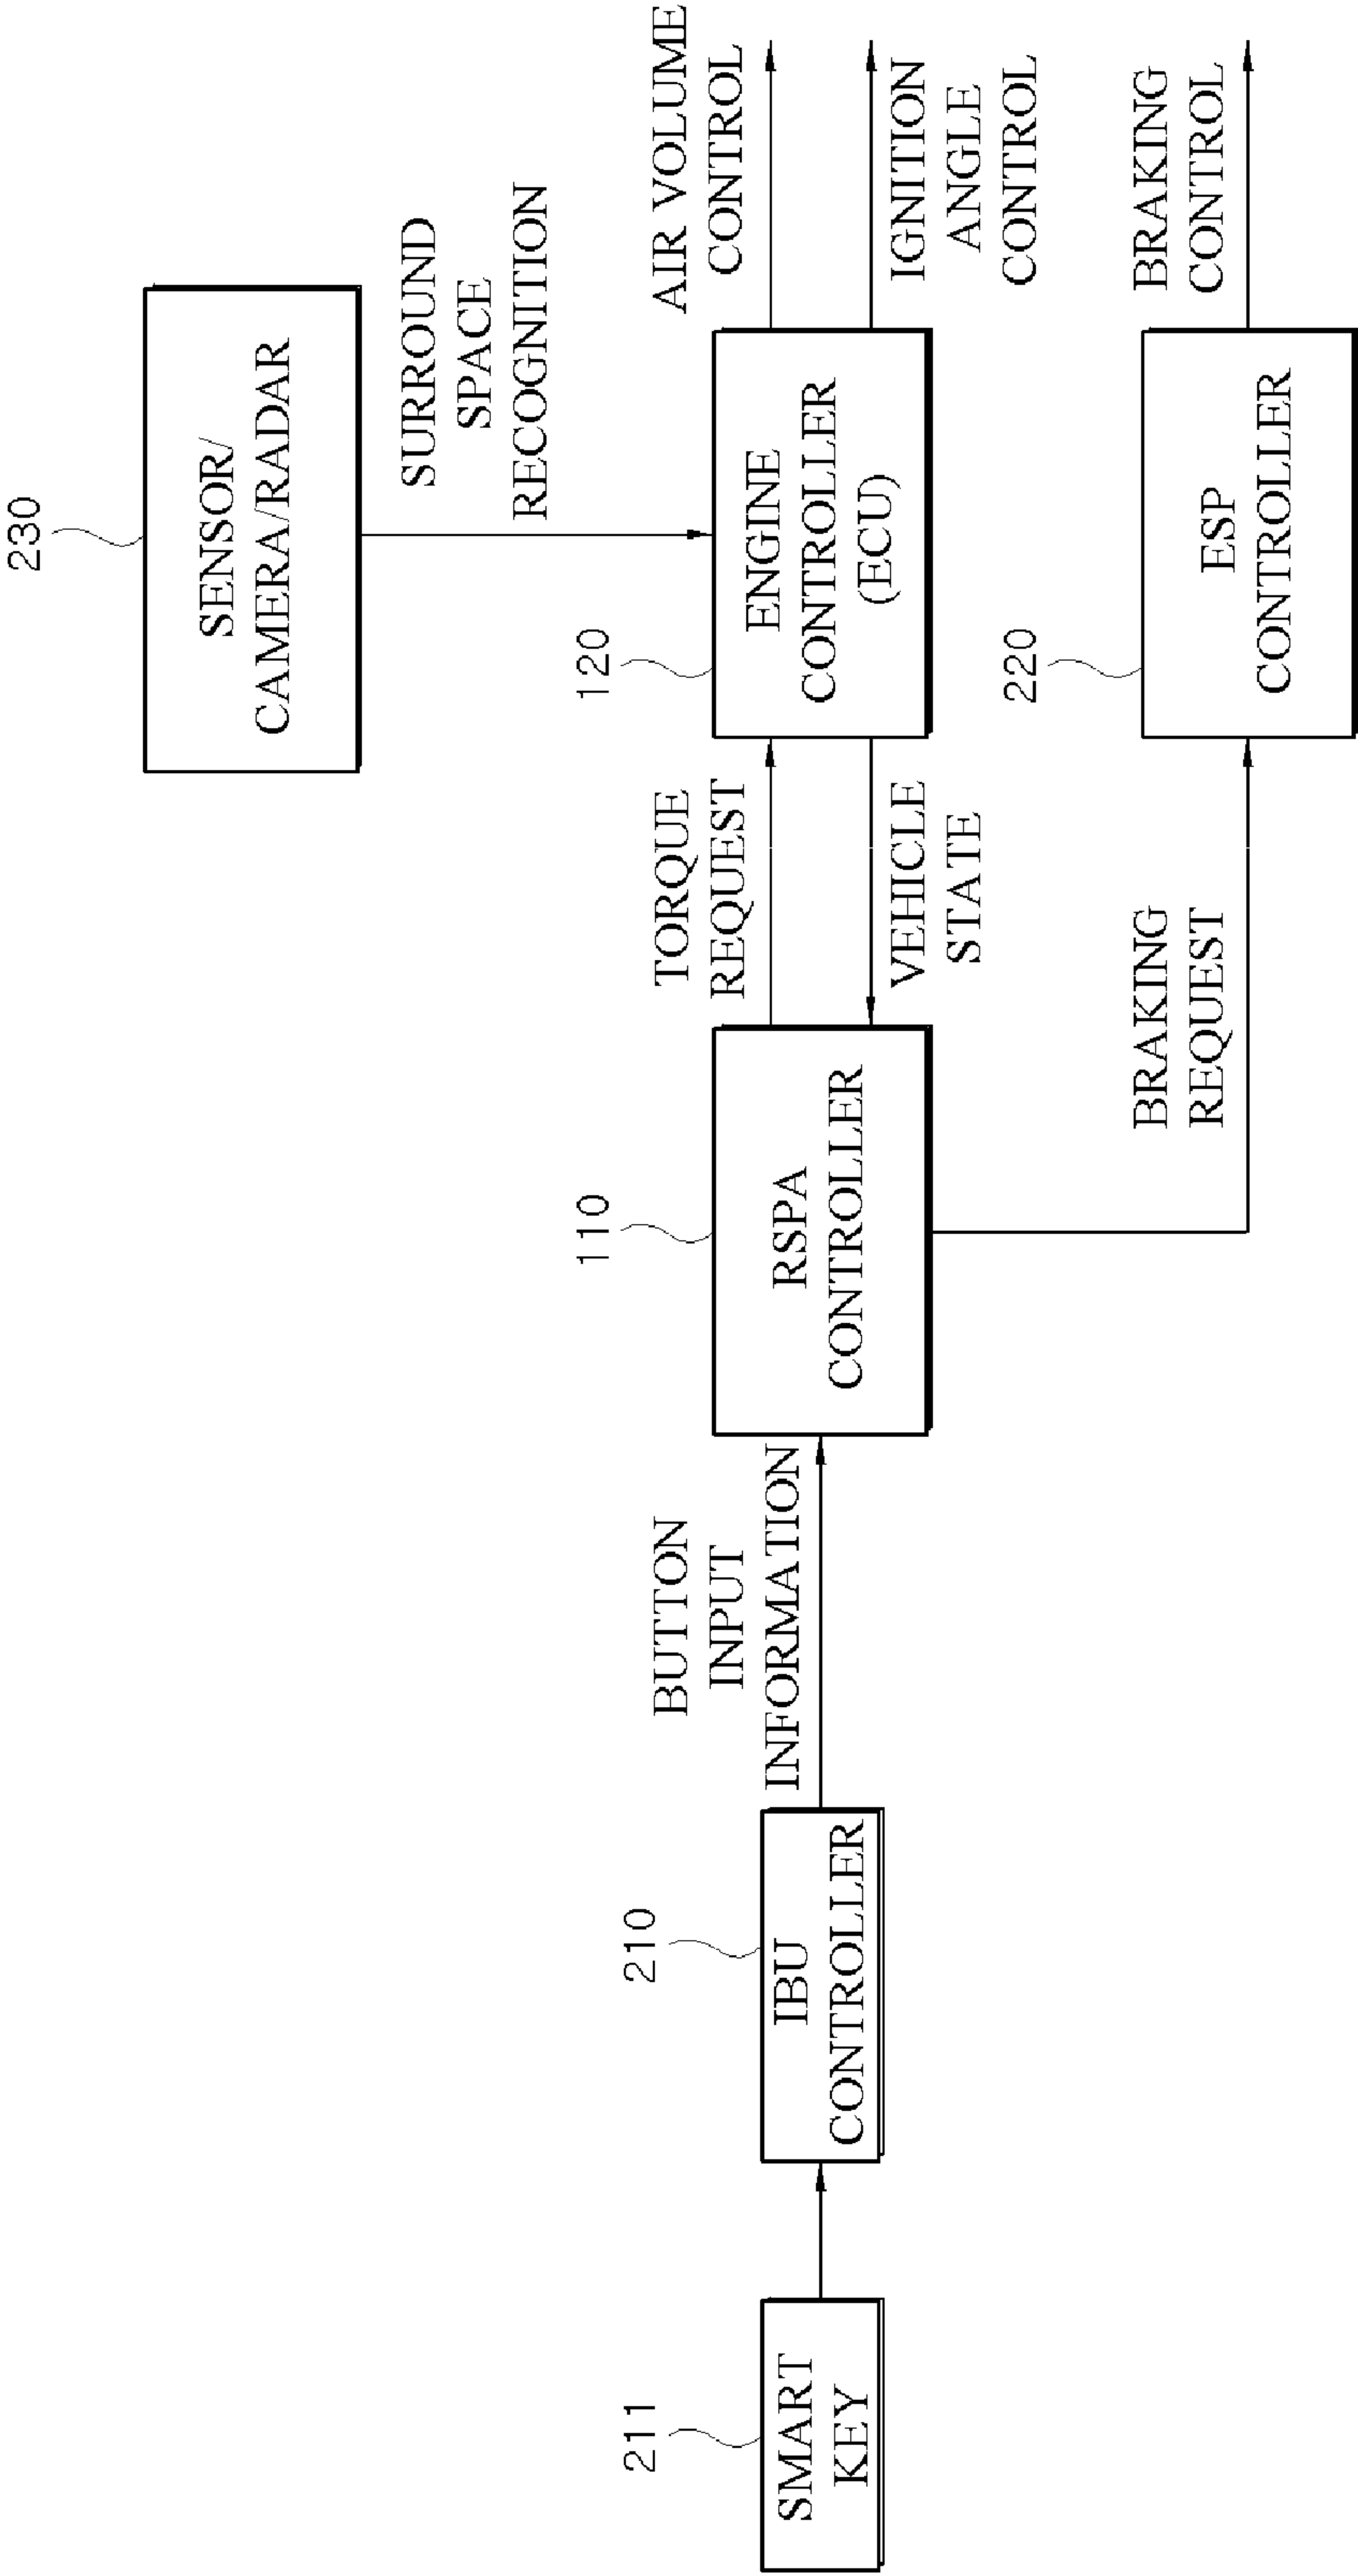 230
SENSOR/
CAMERA/RADAR
SURROUND
SPACE
RECOGNITION
211
SMART
KEY
210
IBU
CONTROLLER
BUTTON
INPUT
INFORMATION
110
RSPA
CONTROLLER
TORQUE
REQUEST
VEHICLE
STATE
120
ENGINE
CONTROLLER
(ECU)
AIR VOLUME
CONTROL
IGNITION
ANGLE
CONTROL
BRAKING
REQUEST
220
ESP
CONTROLLER
BRAKING
CONTROL